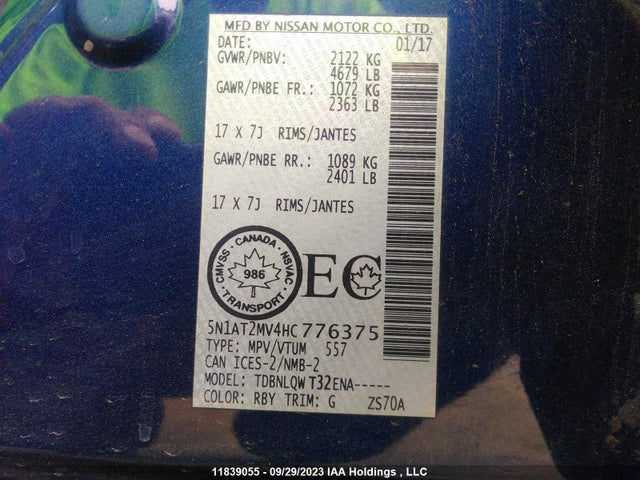 MFD BY NISSAN MOTOR CO., LTD.
DATE: 01/17
GVWR/PNBV: 2122 KG
4679 LB
GAWR/PNBE FR.: 1072 KG
2363 LB
17 X 7J RIMS/JANTES
GAWR/PNBE RR.: 1089 KG
2401 LB
17 X 7J RIMS/JANTES
CMVSS · CANADA · NSVAC
986
· TRANSPORT ·
EC
5N1AT2MV4HC776375
TYPE: MPV/VTUM 557
CAN ICES-2/NMB-2
MODEL: TDBNLQW T32ENA-----
COLOR: RBY TRIM: G ZS70A
11839055 - 09/29/2023 IAA Holdings , LLC